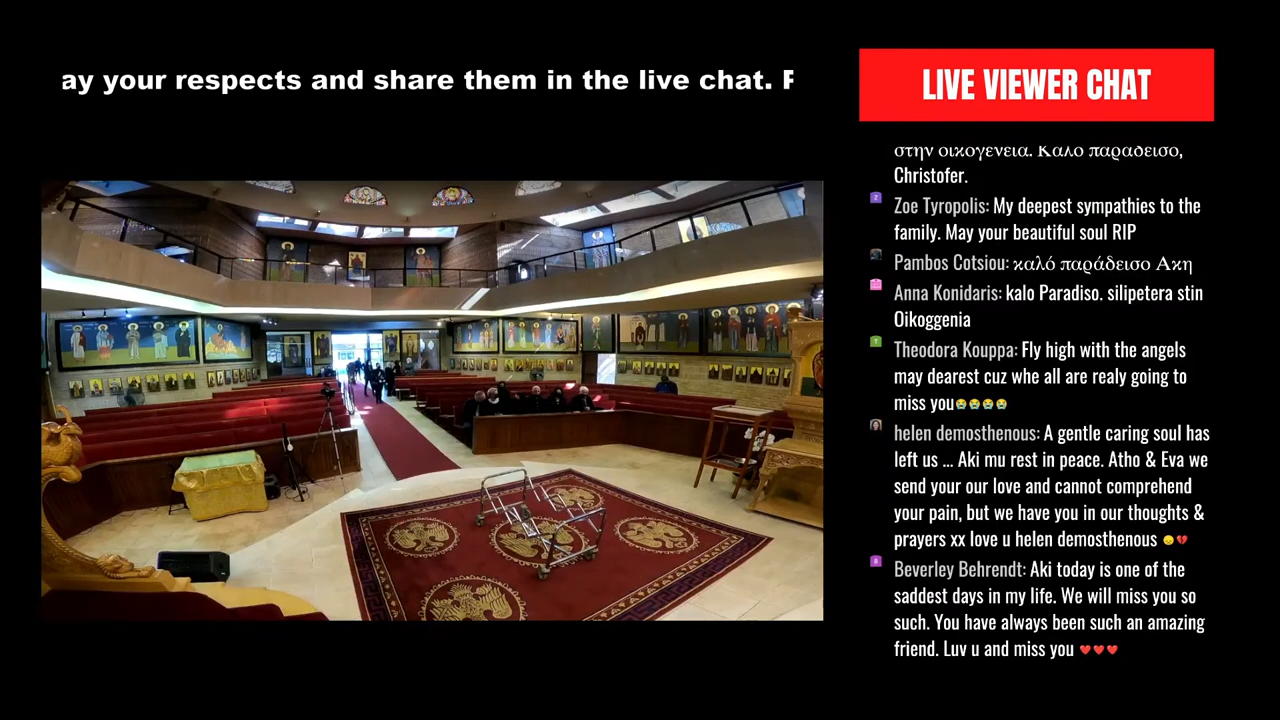 ay your respects and share them in the live chat. P
LIVE VIEWER CHAT
στην οικογενεια. Καλο παραδεισο,
Christofer.
Zoe Tyropolis: My deepest sympathies to the
family. May your beautiful soul RIP
Pambos Cotsiou: καλό παράδεισο Ακη
Anna Konidaris: kalo Paradiso. silipetera stin
Oikoggenia
Theodora Kouppa: Fly high with the angels
may dearest cuz whe all are realy going to
miss you😭😭😭😭
helen demosthenous: A gentle caring soul has
left us ... Aki mu rest in peace. Atho & Eva we
send your our love and cannot comprehend
your pain, but we have you in our thoughts &
prayers xx love u helen demosthenous 😞💔
Beverley Behrendt: Aki today is one of the
saddest days in my life. We will miss you so
such. You have always been such an amazing
friend. Luv u and miss you ❤❤❤